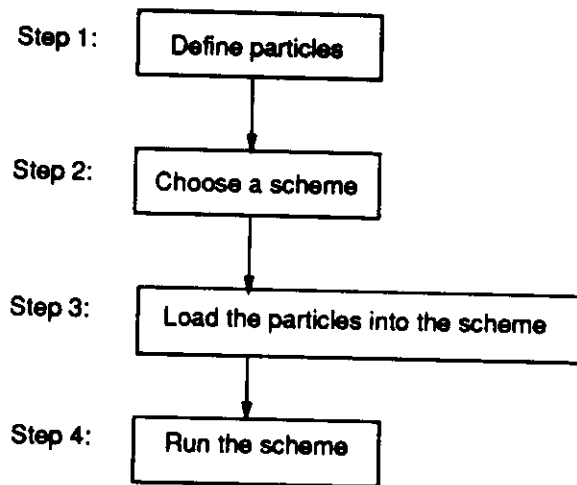 Step 1: Define particles
Step 2: Choose a scheme
Step 3: Load the particles into the scheme
Step 4: Run the scheme